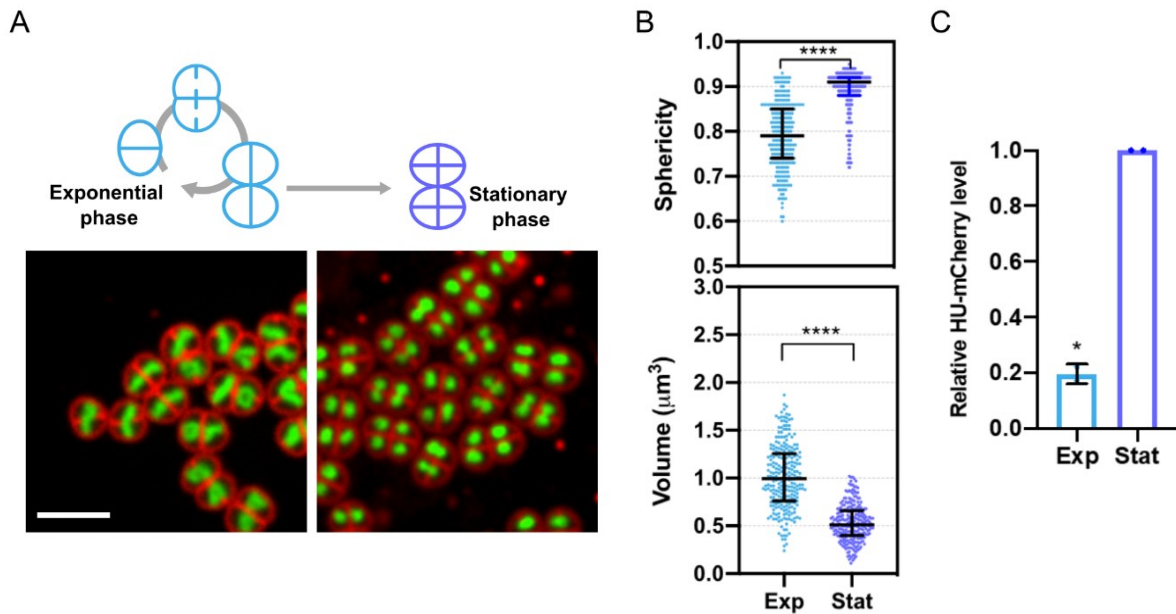 A
Exponential
phase
Stationary
phase
B
Sphericity
1.0
0.9
0.8
0.7
0.6
0.5
****
Volume (μm³)
3.0
2.5
2.0
1.5
1.0
0.5
0.0
****
Exp Stat
C
Relative HU-mCherry level
1.0
0.8
0.6
0.4
0.2
0.0
*
Exp Stat